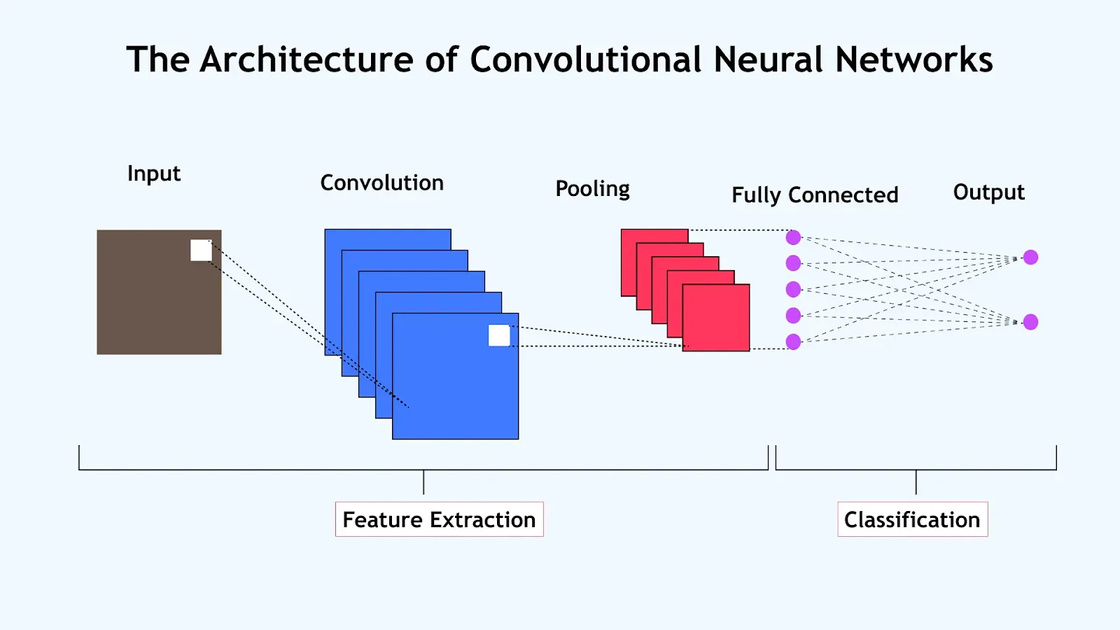 The Architecture of Convolutional Neural Networks
Input
Convolution
Pooling
Fully Connected
Output
Feature Extraction
Classification